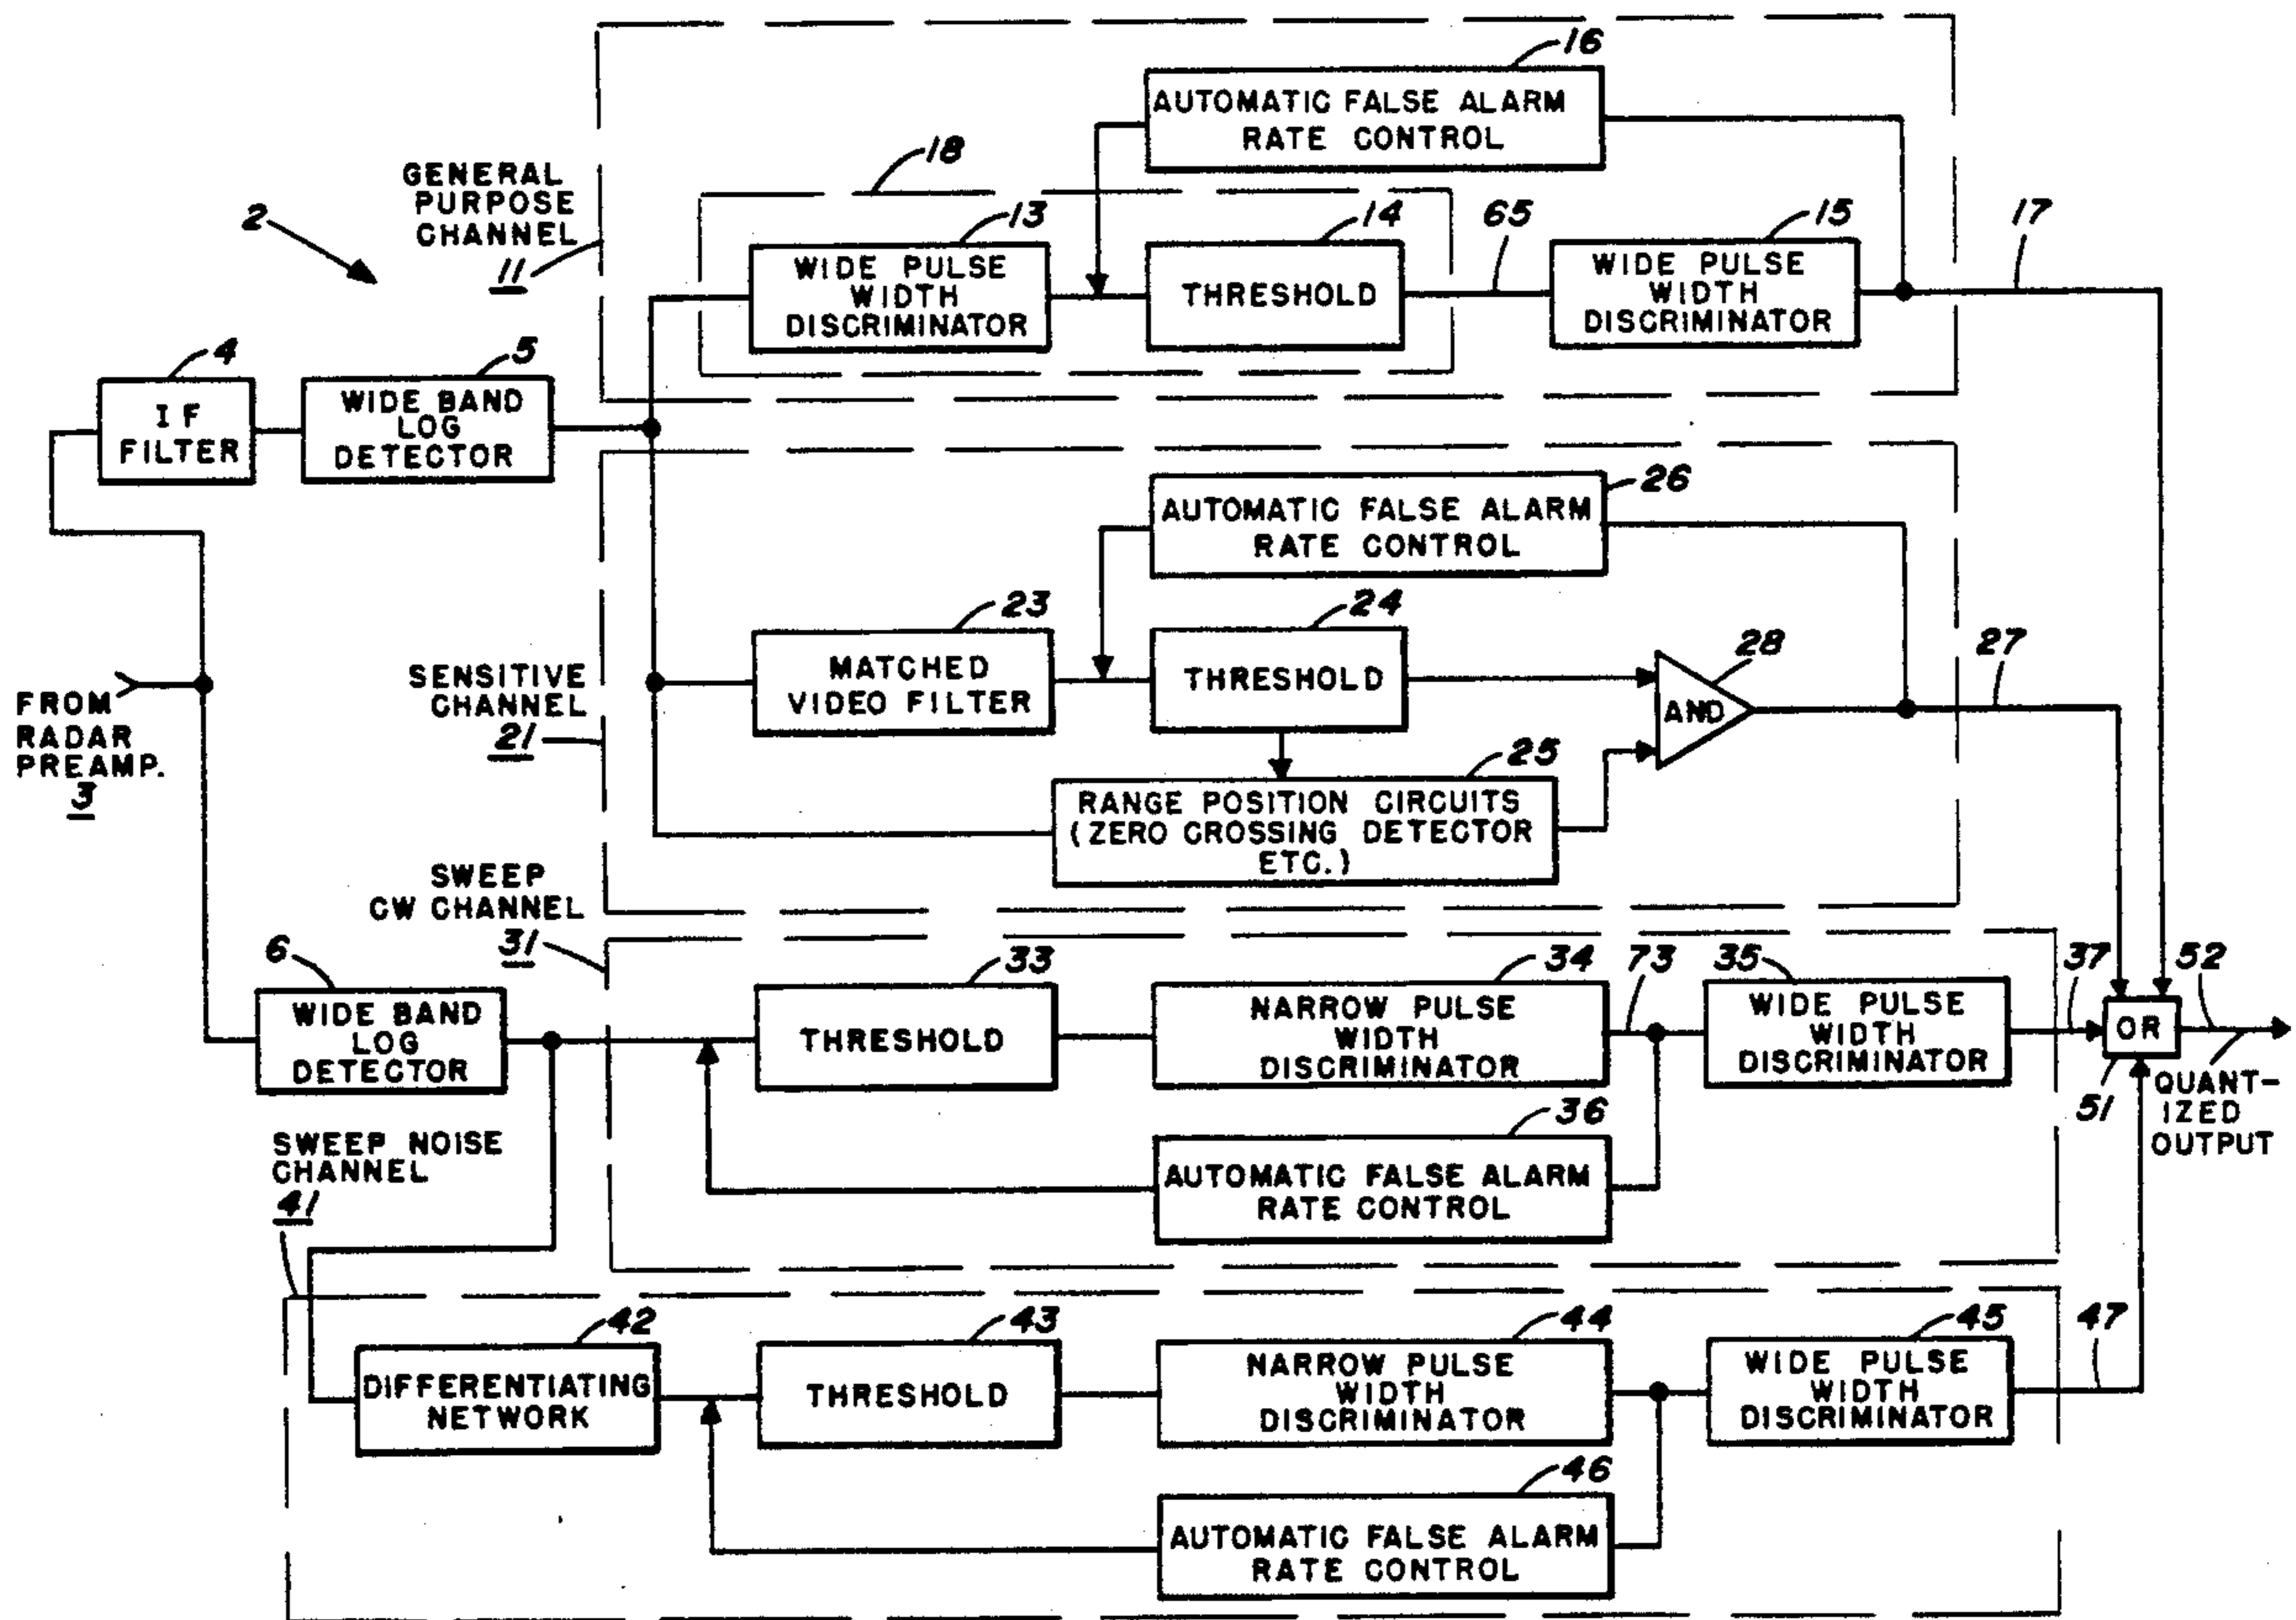 16
AUTOMATIC FALSE ALARM
RATE CONTROL
18
GENERAL
PURPOSE
CHANNEL
11
2
13
WIDE PULSE
WIDTH
DISCRIMINATOR
14
THRESHOLD
65
15
WIDE PULSE
WIDTH
DISCRIMINATOR
17
4
IF
FILTER
5
WIDE BAND
LOG
DETECTOR
26
AUTOMATIC FALSE ALARM
RATE CONTROL
23
MATCHED
VIDEO FILTER
24
THRESHOLD
28
AND
27
SENSITIVE
CHANNEL
21
FROM
RADAR
PREAMP.
3
25
RANGE POSITION CIRCUITS
(ZERO CROSSING DETECTOR
ETC.)
SWEEP
CW CHANNEL
31
6
WIDE BAND
LOG
DETECTOR
33
THRESHOLD
34
NARROW PULSE
WIDTH
DISCRIMINATOR
73
35
WIDE PULSE
WIDTH
DISCRIMINATOR
37
OR
51
52
QUANT-
IZED
OUTPUT
36
AUTOMATIC FALSE ALARM
RATE CONTROL
SWEEP NOISE
CHANNEL
41
42
DIFFERENTIATING
NETWORK
43
THRESHOLD
44
NARROW PULSE
WIDTH
DISCRIMINATOR
45
WIDE PULSE
WIDTH
DISCRIMINATOR
47
46
AUTOMATIC FALSE ALARM
RATE CONTROL